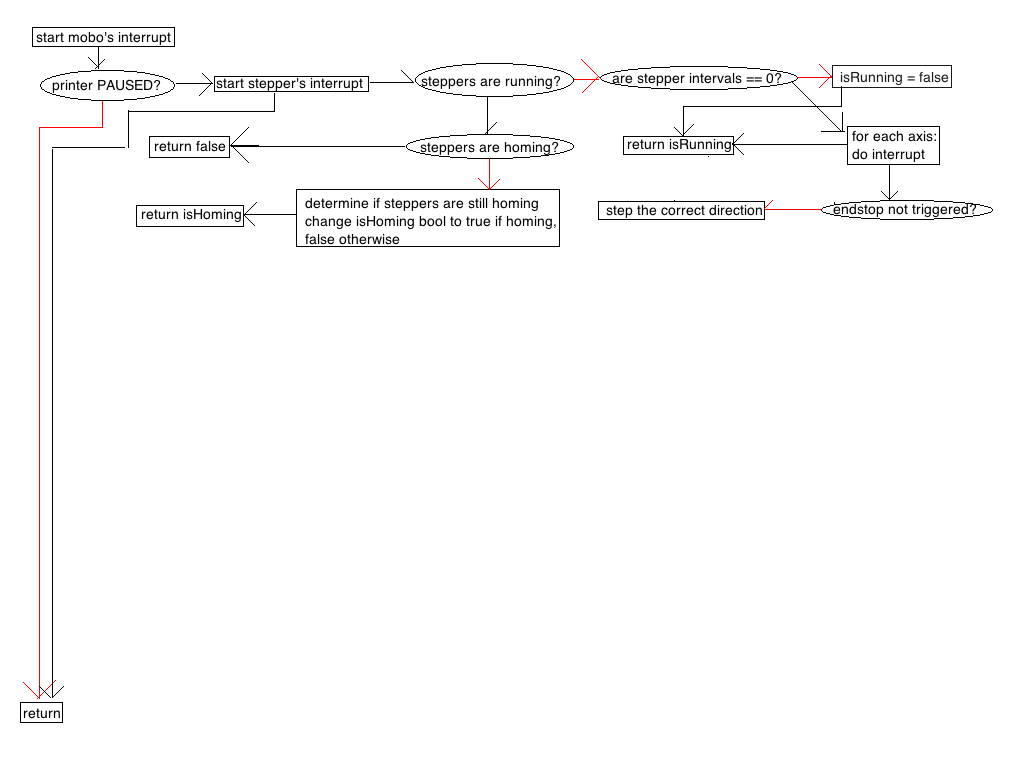 start mobo's interrupt
printer PAUSED?
start stepper's interrupt
steppers are running?
are stepper intervals == 0?
isRunning = false
return false
steppers are homing?
return isRunning
for each axis:
do interrupt
return isHoming
determine if steppers are still homing
change isHoming bool to true if homing,
false otherwise
step the correct direction
endstop not triggered?
return